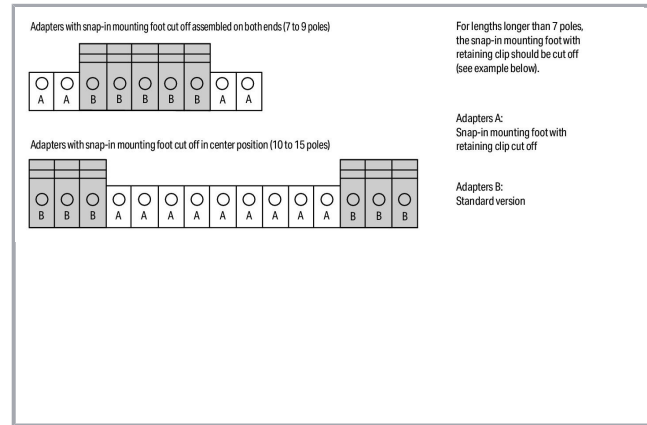 Adapters with snap-in mounting foot cut off assembled on both ends (7 to 9 poles)
A A B B B B B A A
Adapters with snap-in mounting foot cut off in center position (10 to 15 poles)
B B B A A A A A A A A A B B B
For lengths longer than 7 poles,
the snap-in mounting foot with
retaining clip should be cut off
(see example below).
Adapters A:
Snap-in mounting foot with
retaining clip cut off
Adapters B:
Standard version